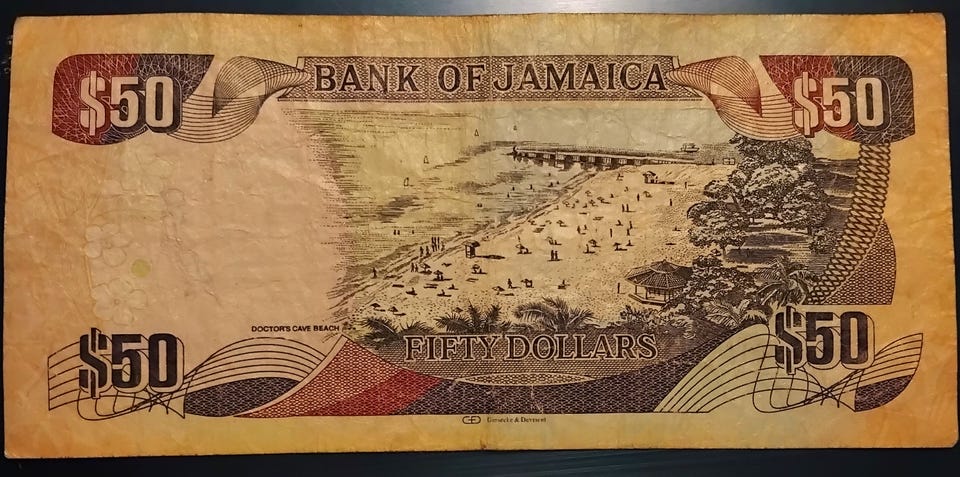 $50 BANK OF JAMAICA $50
DOCTOR'S CAVE BEACH
$50 FIFTY DOLLARS $50
Giesecke & Devrient